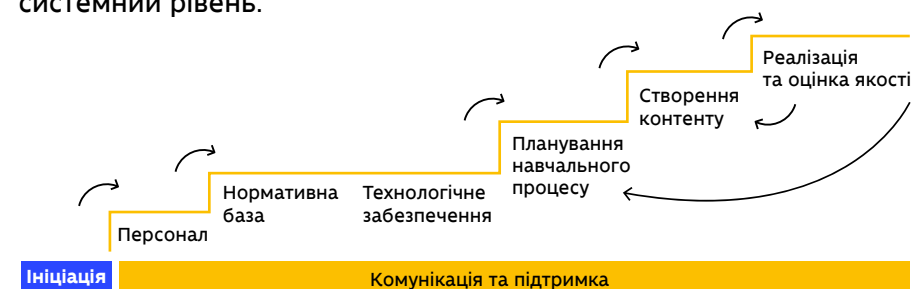 системний рівень.
Реалізація
та оцінка якості
Створення
контенту
Планування
навчального
процесу
Нормативна
база
Технологічне
забезпечення
Персонал
Ініціація
Комунікація та підтримка